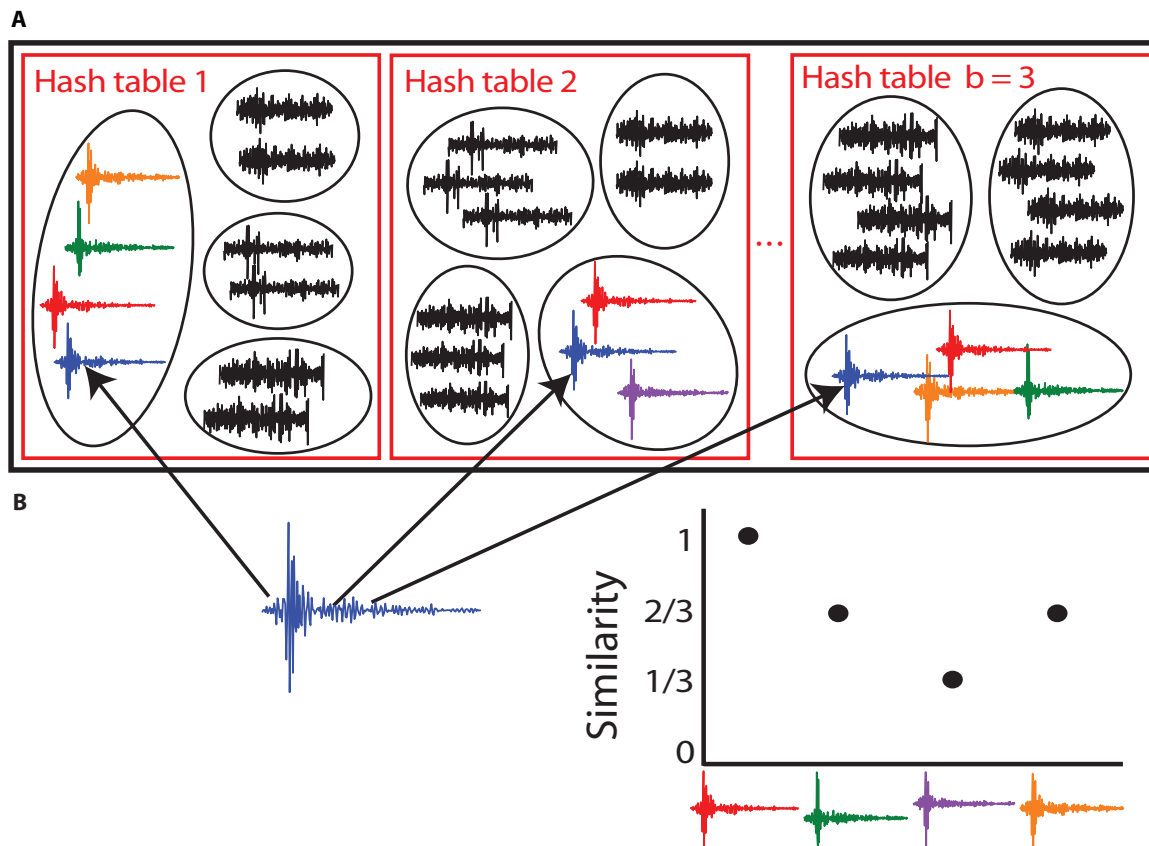 A
Hash table 1
Hash table 2
...
Hash table b = 3
B
Similarity
1
2/3
1/3
0